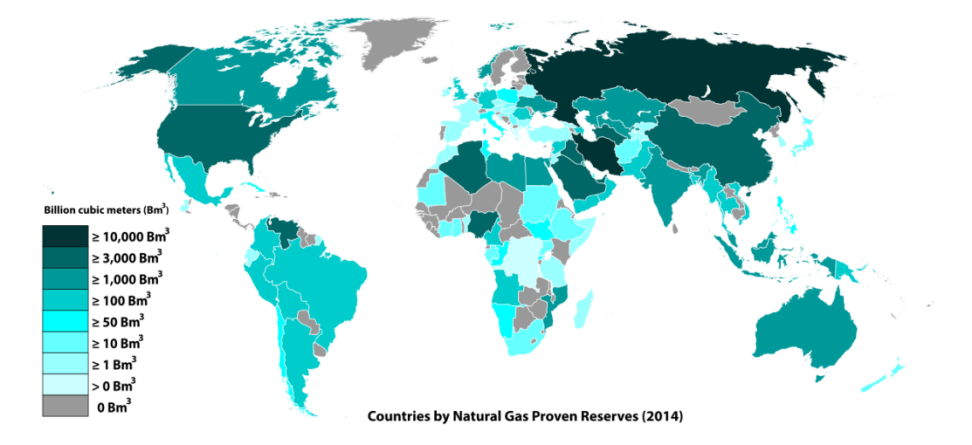 Billion cubic meters (Bm³)
≥ 10,000 Bm³
≥ 3,000 Bm³
≥ 1,000 Bm³
≥ 100 Bm³
≥ 50 Bm³
≥ 10 Bm³
≥ 1 Bm³
> 0 Bm³
0 Bm³
Countries by Natural Gas Proven Reserves (2014)